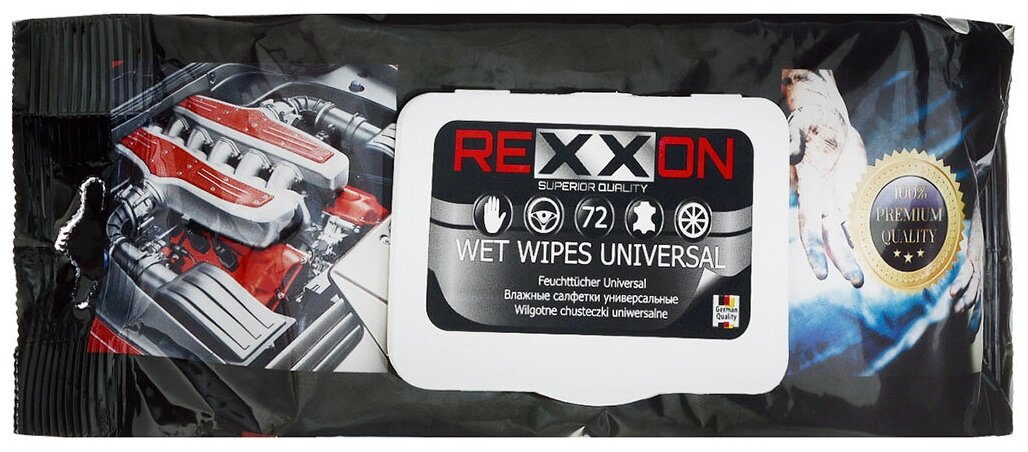 REXXON
SUPERIOR QUALITY
72
WET WIPES UNIVERSAL
Feuchttücher Universal
Влажные салфетки универсальные
Wilgotne chusteczki uniwersalne
German
Quality
100%
PREMIUM
QUALITY